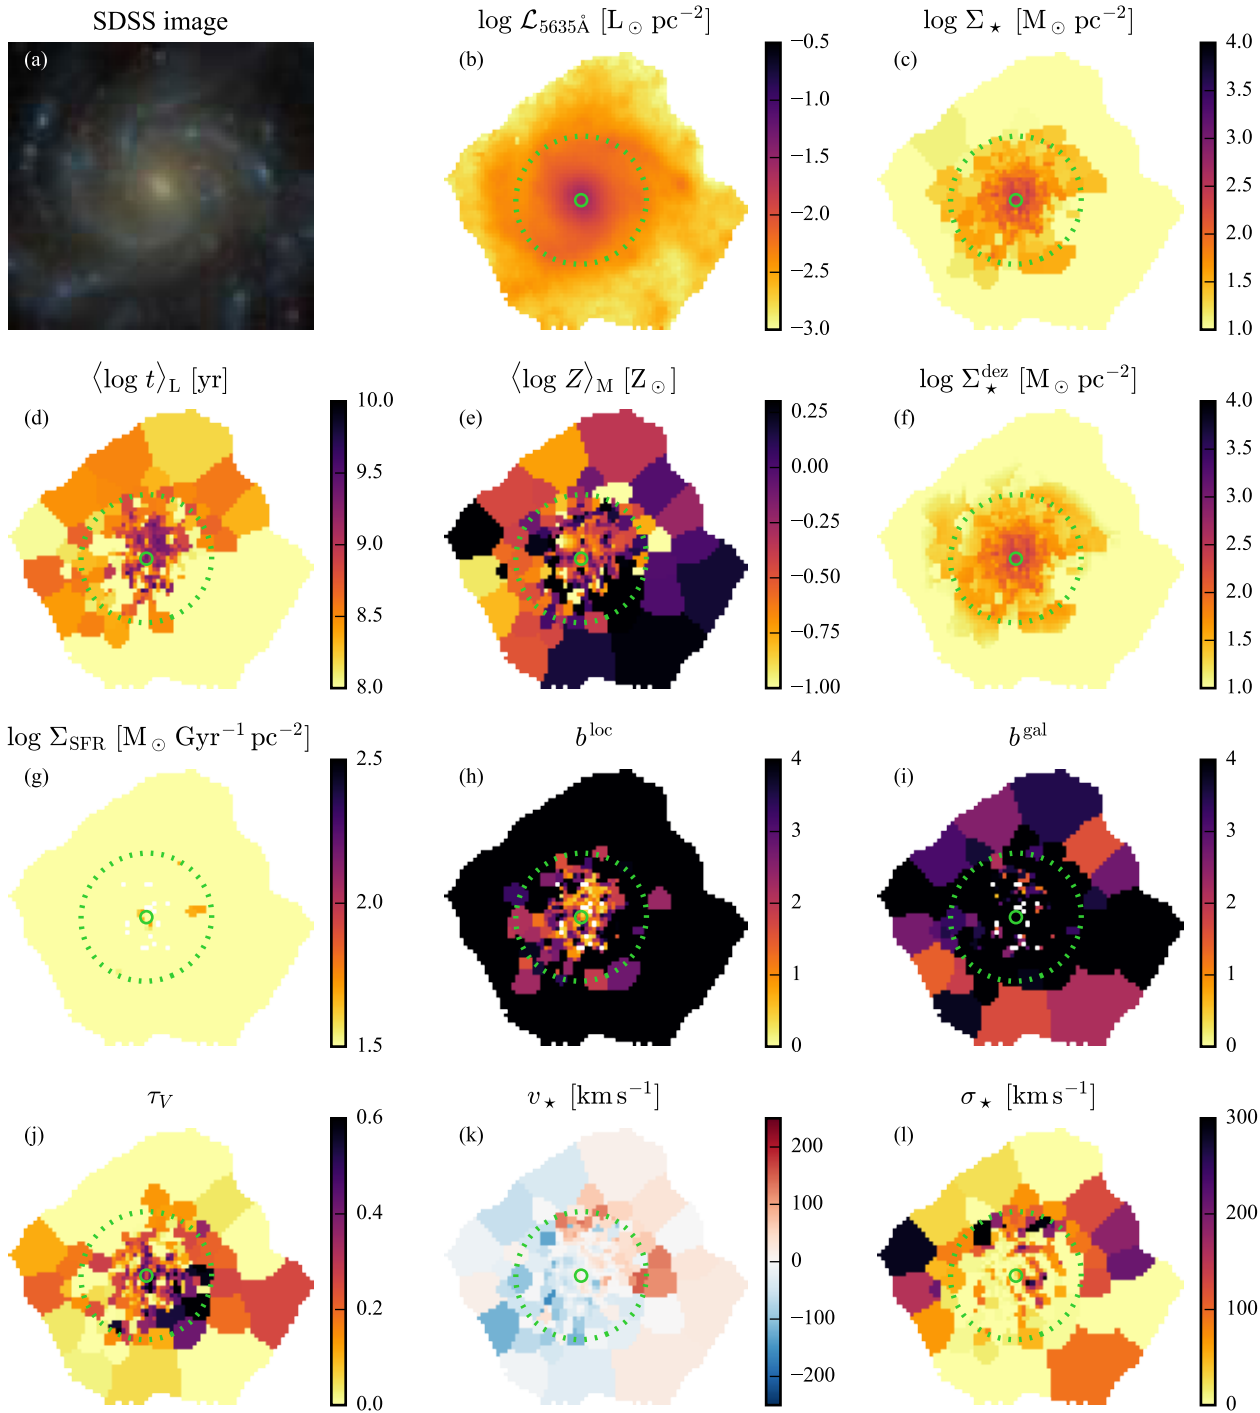 SDSS image
(a)
log ℒ₅₆₃₅Å [L⊙ pc⁻²]
(b)
−0.5
−1.0
−1.5
−2.0
−2.5
−3.0
log Σ⋆ [M⊙ pc⁻²]
(c)
4.0
3.5
3.0
2.5
2.0
1.5
1.0
⟨log t⟩L [yr]
(d)
10.0
9.5
9.0
8.5
8.0
⟨log Z⟩M [Z⊙]
(e)
0.25
0.00
−0.25
−0.50
−0.75
−1.00
log Σ⋆ᵈᵉᶻ [M⊙ pc⁻²]
(f)
4.0
3.5
3.0
2.5
2.0
1.5
1.0
log ΣSFR [M⊙ Gyr⁻¹ pc⁻²]
(g)
2.5
2.0
1.5
bˡᵒᶜ
(h)
4
3
2
1
0
bᵍᵃˡ
(i)
4
3
2
1
0
τV
(j)
0.6
0.4
0.2
0.0
v⋆ [km s⁻¹]
(k)
200
100
0
−100
−200
σ⋆ [km s⁻¹]
(l)
300
200
100
0